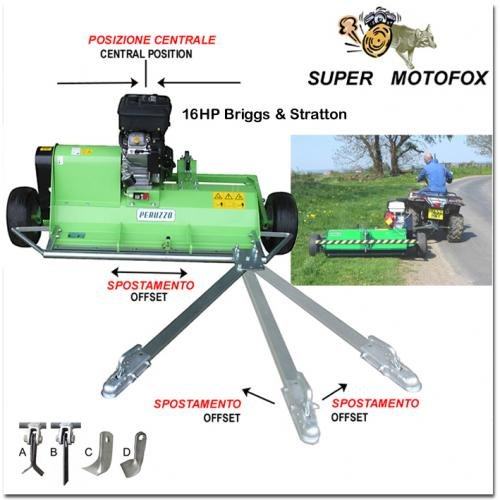 POSIZIONE CENTRALE
CENTRAL POSITION
SUPER MOTOFOX
16HP Briggs & Stratton
PERUZZO
SPOSTAMENTO
OFFSET
SPOSTAMENTO
OFFSET
SPOSTAMENTO
OFFSET
A B C D